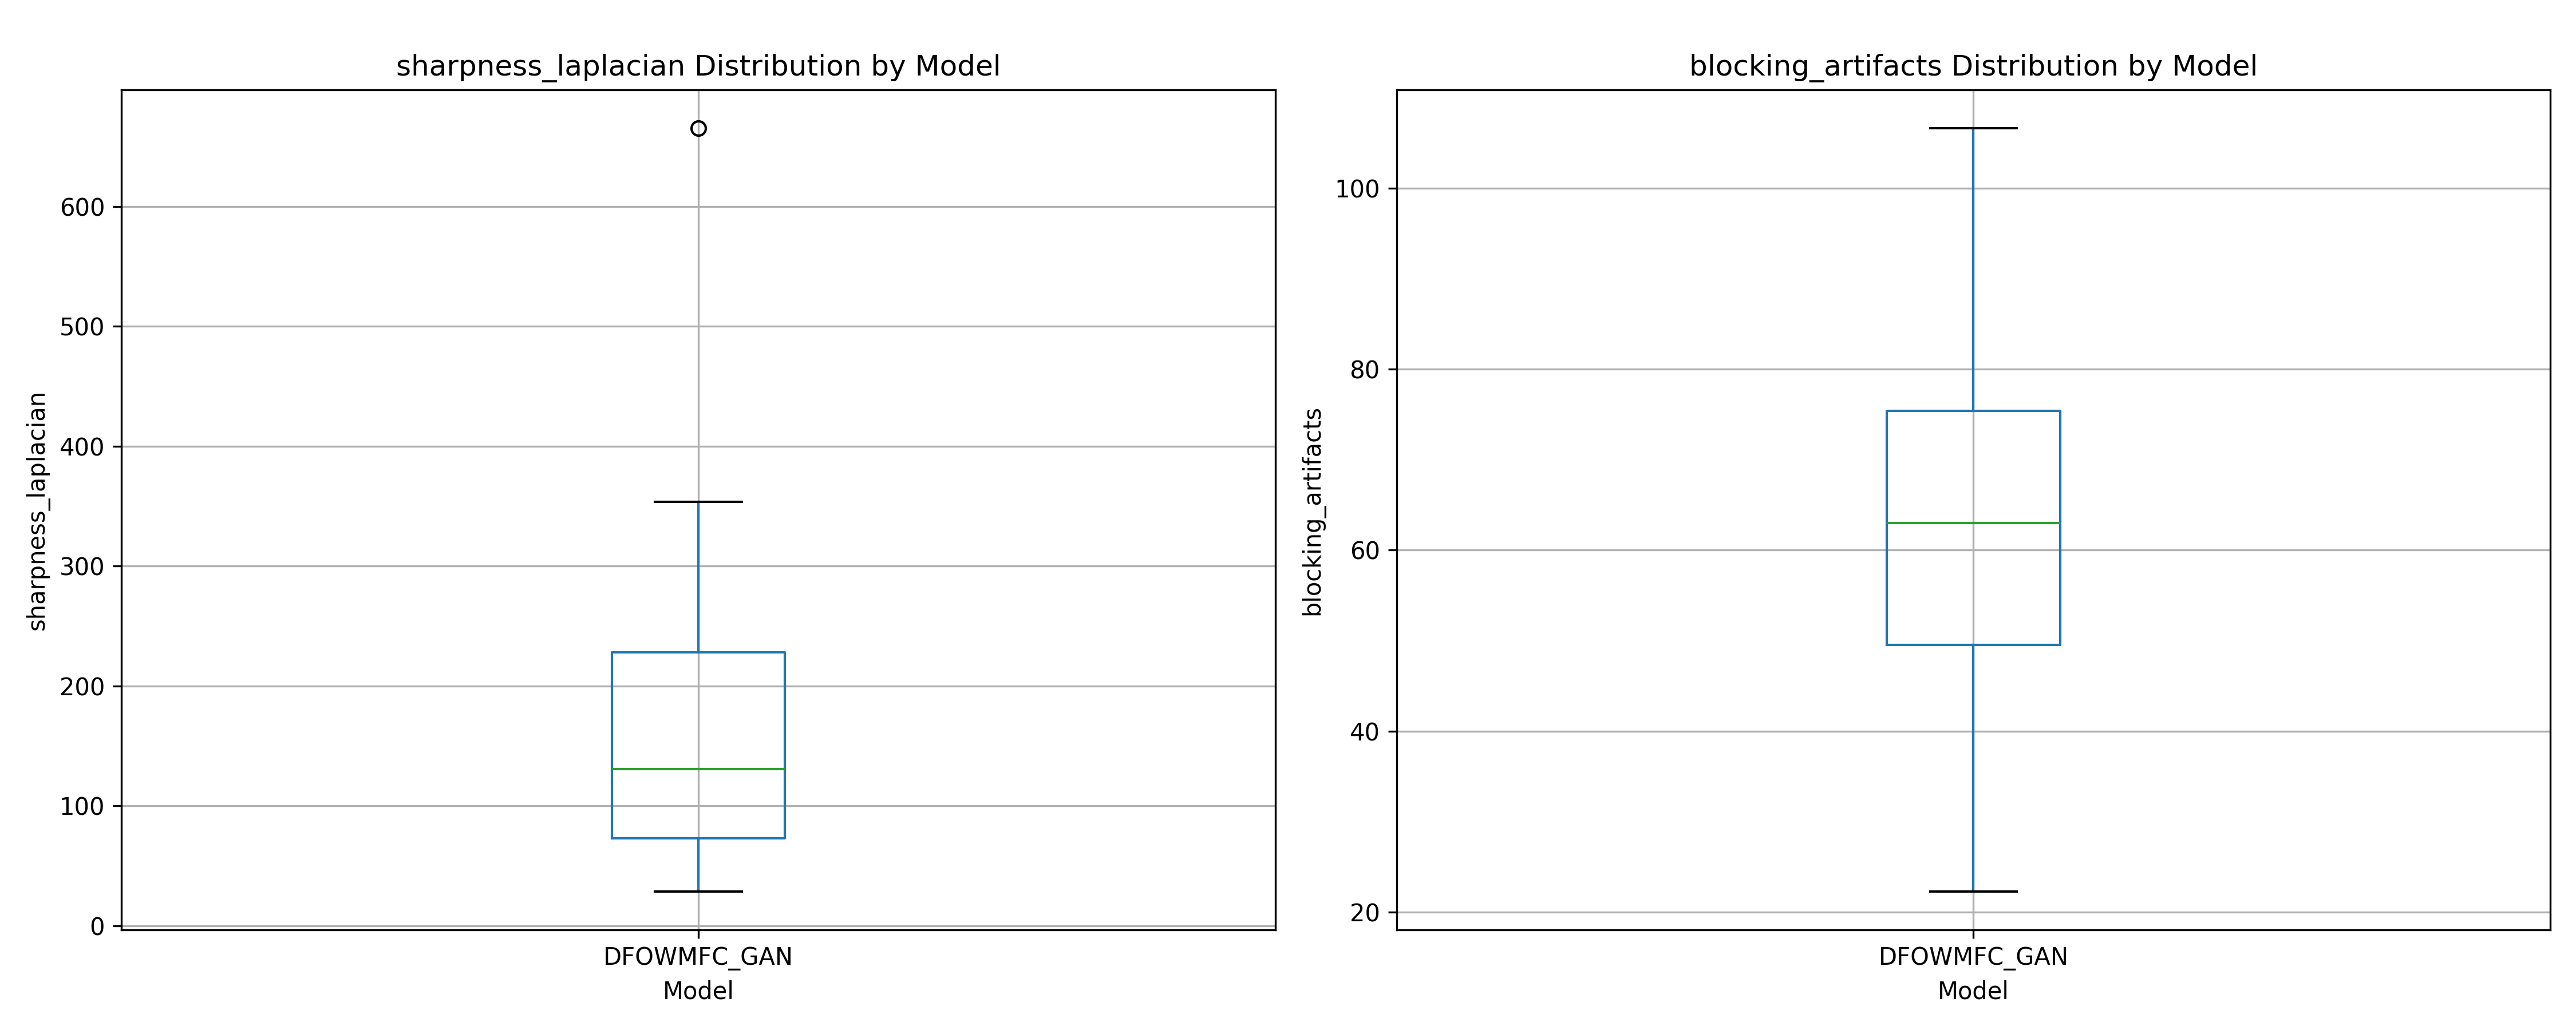 sharpness_laplacian Distribution by Model
sharpness_laplacian
600
500
400
300
200
100
0
DFOWMFC_GAN
Model
blocking_artifacts Distribution by Model
blocking_artifacts
100
80
60
40
20
DFOWMFC_GAN
Model